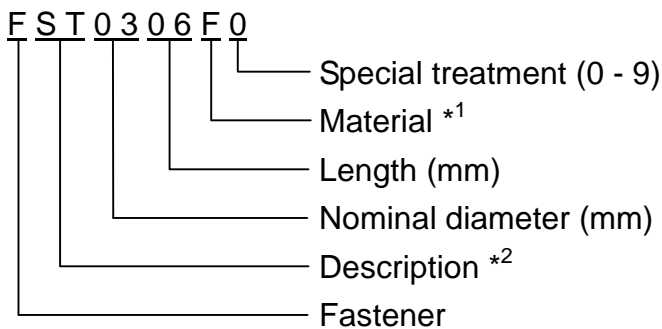 F S T 0 3 0 6 F 0
Special treatment (0 - 9)
Material *1
Length (mm)
Nominal diameter (mm)
Description *2
Fastener